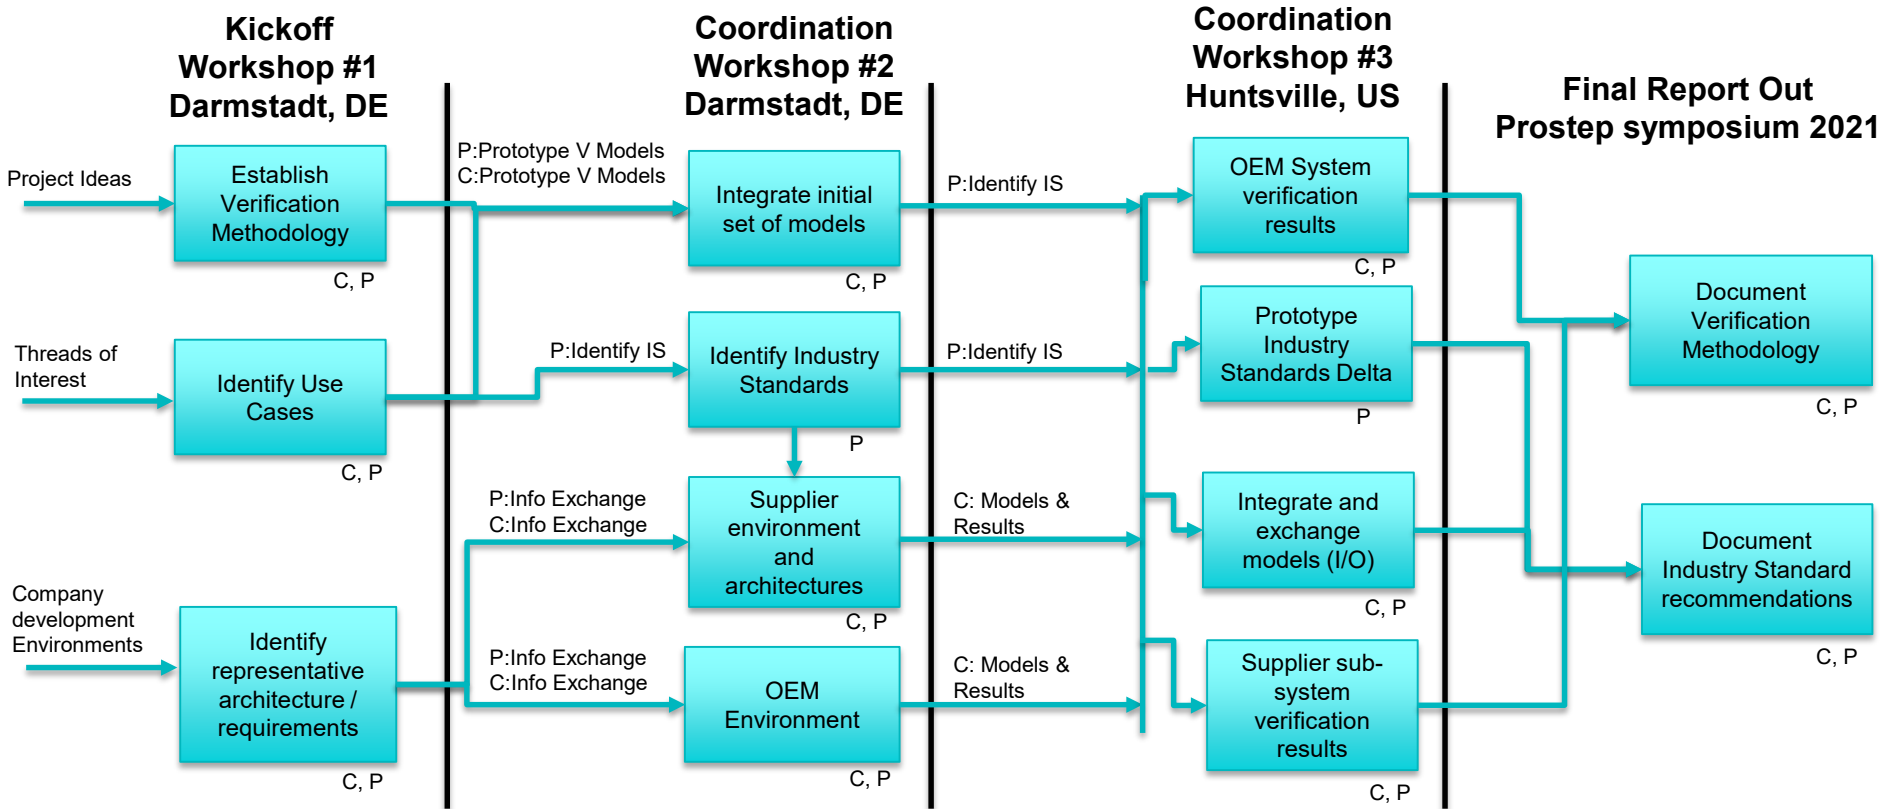 Kickoff
Workshop #1
Darmstadt, DE
Coordination
Workshop #2
Darmstadt, DE
Coordination
Workshop #3
Huntsville, US
Final Report Out
Prostep symposium 2021
Project Ideas
Establish
Verification
Methodology
C, P
Threads of
Interest
Identify Use
Cases
C, P
Company
development
Environments
Identify
representative
architecture /
requirements
C, P
P:Prototype V Models
C:Prototype V Models
P:Identify IS
P:Info Exchange
C:Info Exchange
P:Info Exchange
C:Info Exchange
Integrate initial
set of models
C, P
Identify Industry
Standards
P
Supplier
environment
and
architectures
C, P
OEM
Environment
C, P
P:Identify IS
P:Identify IS
C: Models &
Results
C: Models &
Results
OEM System
verification
results
C, P
Prototype
Industry
Standards Delta
P
Integrate and
exchange
models (I/O)
C, P
Supplier sub-
system
verification
results
C, P
Document
Verification
Methodology
C, P
Document
Industry Standard
recommendations
C, P